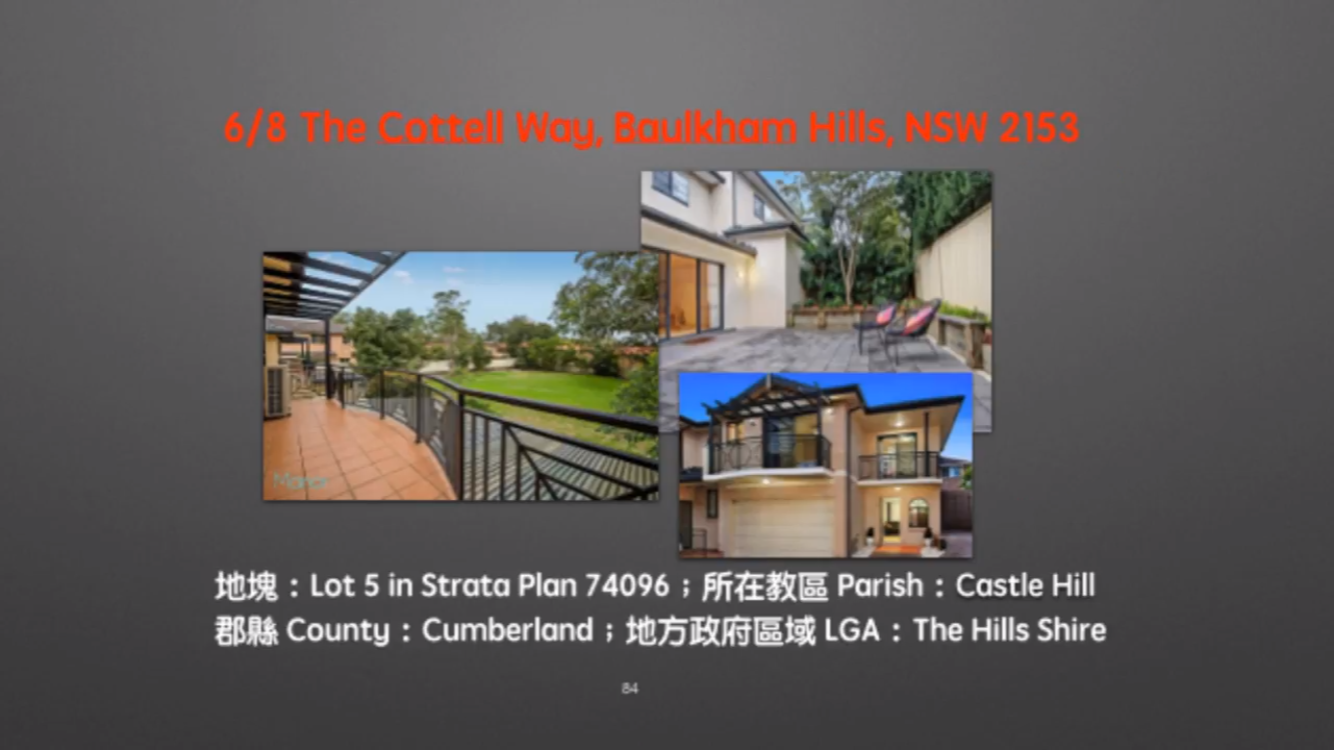 6/8 The Cottell Way, Baulkham Hills, NSW 2153
地塊：Lot 5 in Strata Plan 74096；所在教區 Parish：Castle Hill
郡縣 County：Cumberland；地方政府區域 LGA：The Hills Shire
84